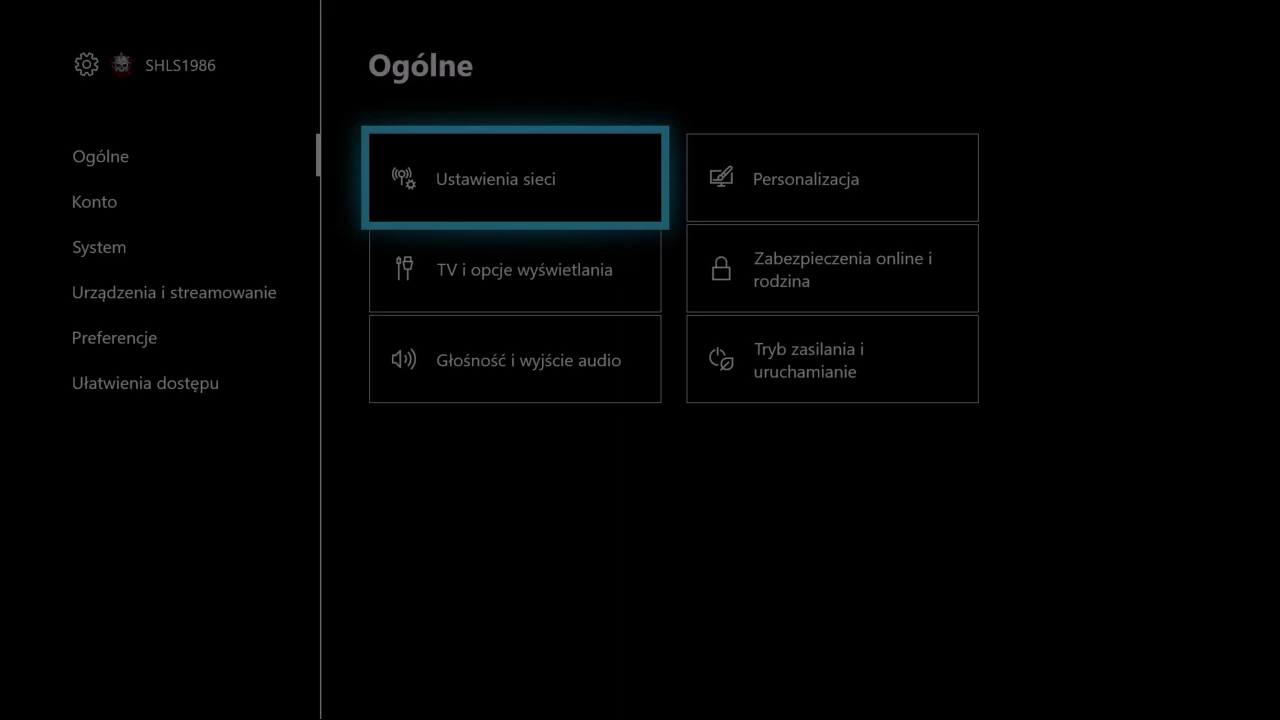 SHLS1986
Ogólne
Konto
System
Urządzenia i streamowanie
Preferencje
Ułatwienia dostępu
Ogólne
Ustawienia sieci
Personalizacja
TV i opcje wyświetlania
Zabezpieczenia online i
rodzina
Głośność i wyjście audio
Tryb zasilania i
uruchamianie